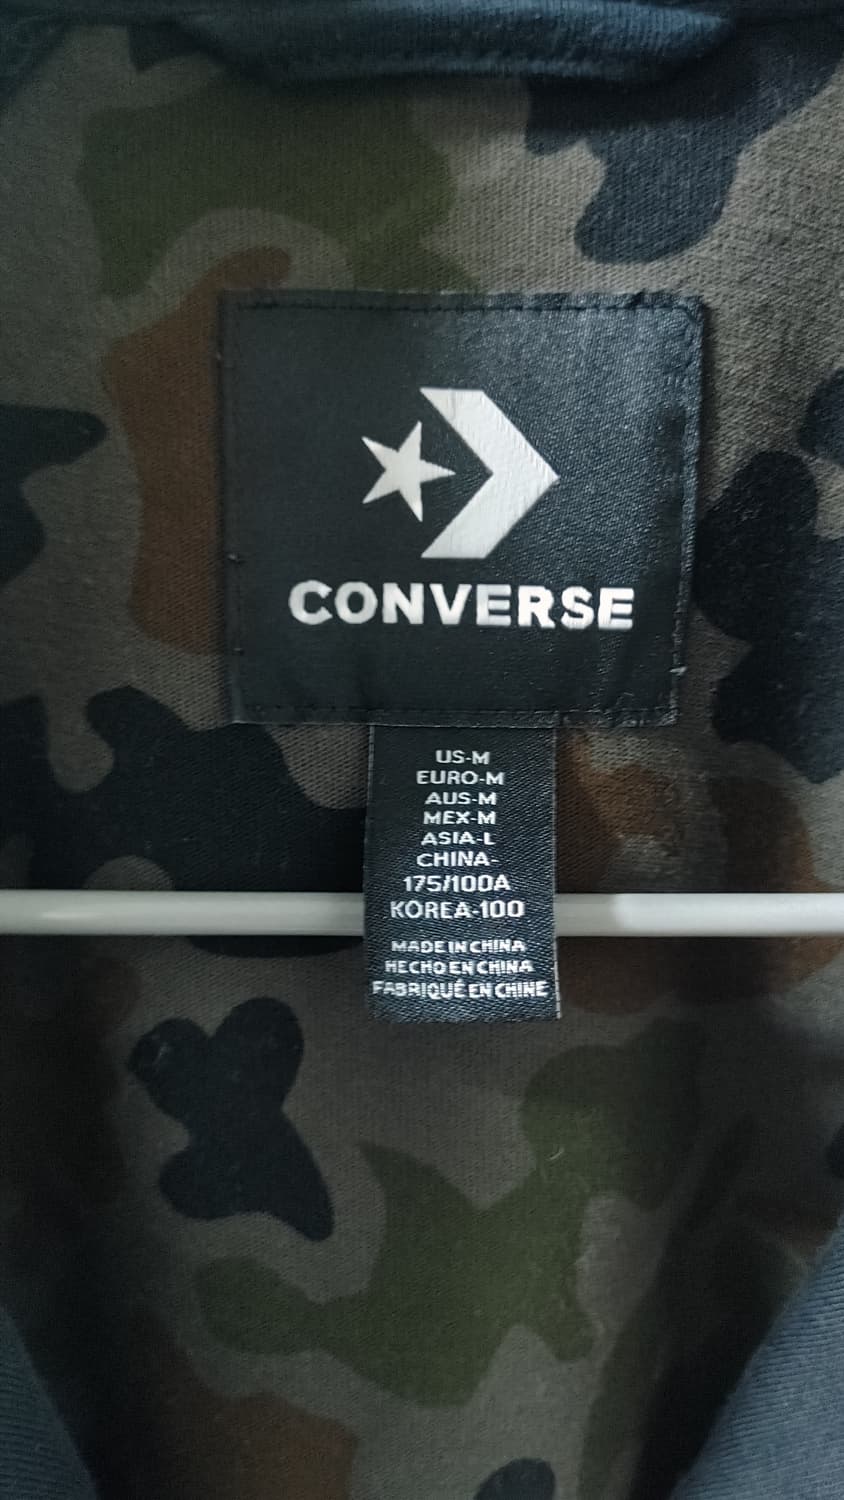 CONVERSE
US-M
EURO-M
AUS-M
MEX-M
ASIA-L
CHINA-
175/100A
KOREA-100
MADE IN CHINA
HECHO EN CHINA
FABRIQUÉ EN CHINE